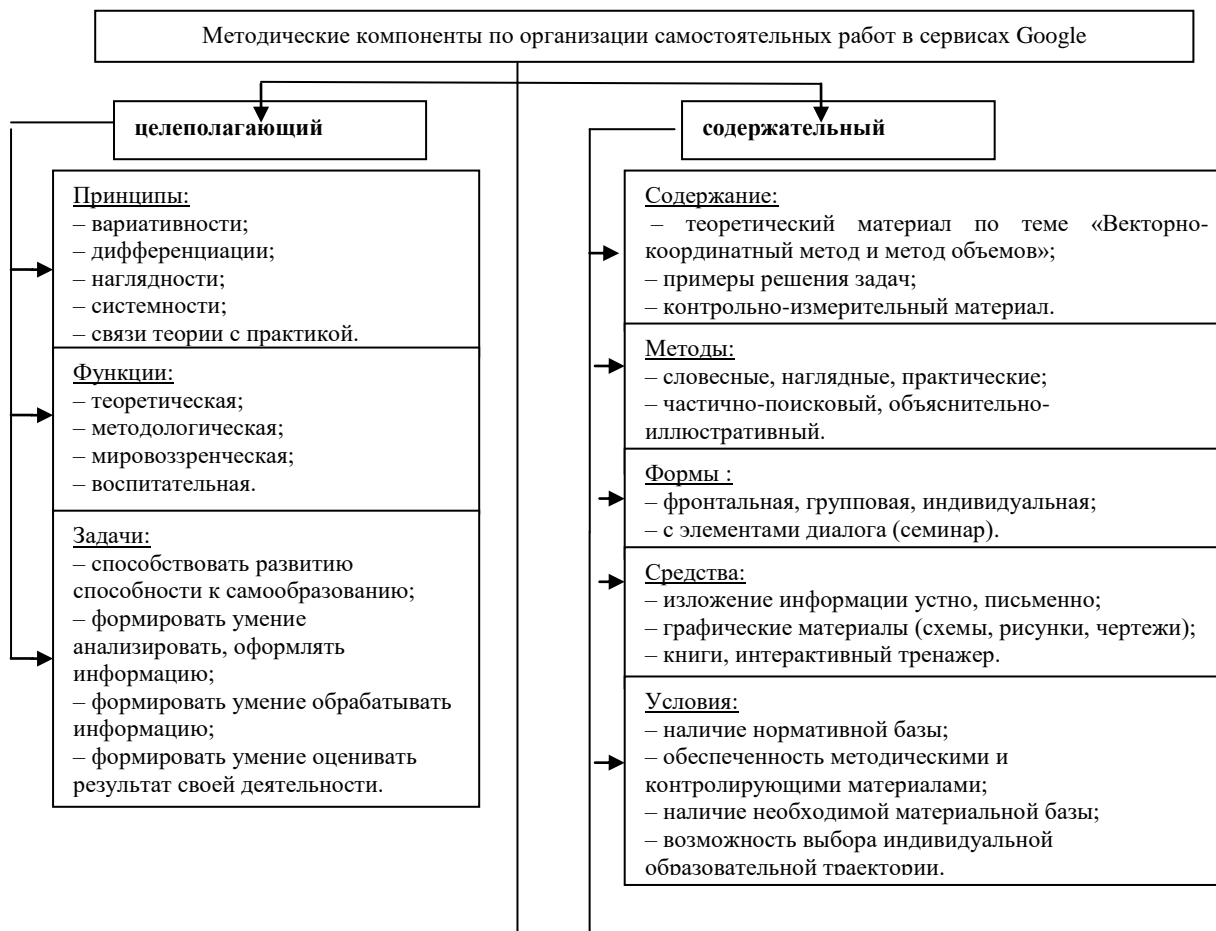 Методические компоненты по организации самостоятельных работ в сервисах Google
целеполагающий
Принципы:
– вариативности;
– дифференциации;
– наглядности;
– системности;
– связи теории с практикой.
Функции:
– теоретическая;
– методологическая;
– мировоззренческая;
– воспитательная.
Задачи:
– способствовать развитию
способности к самообразованию;
– формировать умение
анализировать, оформлять
информацию;
– формировать умение обрабатывать
информацию;
– формировать умение оценивать
результат своей деятельности.
содержательный
Содержание:
– теоретический материал по теме «Векторно-
координатный метод и метод объемов»;
– примеры решения задач;
– контрольно-измерительный материал.
Методы:
– словесные, наглядные, практические;
– частично-поисковый, объяснительно-
иллюстративный.
Формы :
– фронтальная, групповая, индивидуальная;
– с элементами диалога (семинар).
Средства:
– изложение информации устно, письменно;
– графические материалы (схемы, рисунки, чертежи);
– книги, интерактивный тренажер.
Условия:
– наличие нормативной базы;
– обеспеченность методическими и
контролирующими материалами;
– наличие необходимой материальной базы;
– возможность выбора индивидуальной
образовательной траектории.